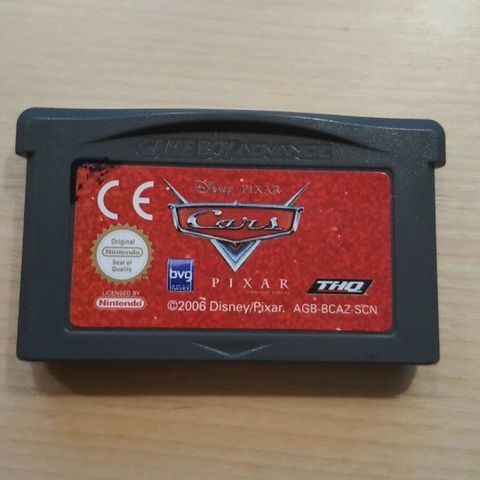 GAME BOY ADVANCE
CE
Disney PIXAR
Cars
Original
Nintendo
Seal of
Quality
bvg
PIXAR
THQ
LICENSED BY
Nintendo
©2006 Disney/Pixar. AGB-BCAZ-SCN